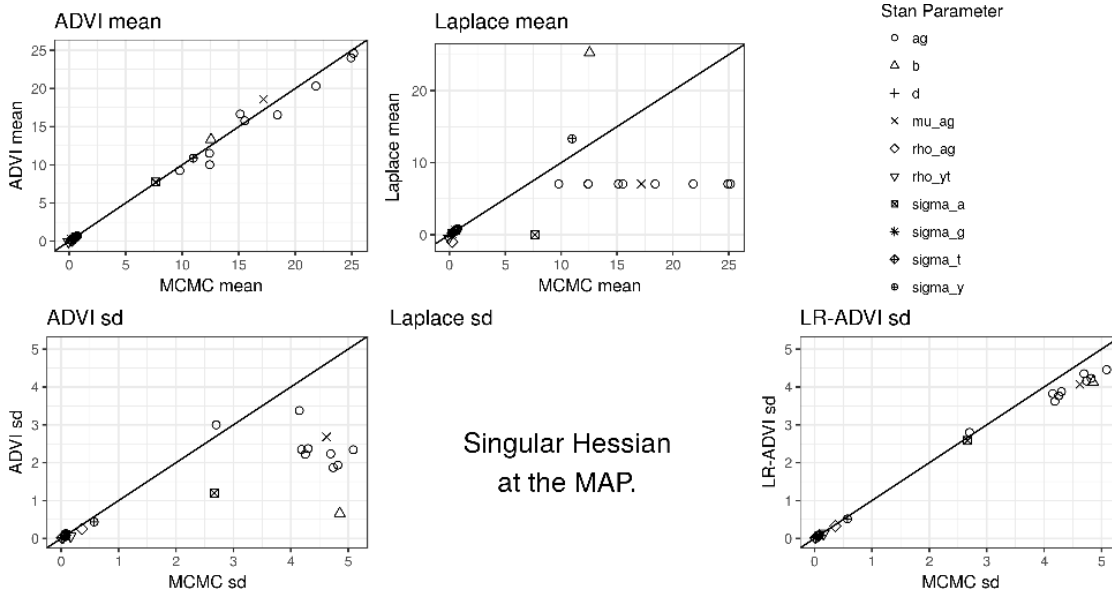 ADVI mean
25
20
15
10
5
0
ADVI mean
0 5 10 15 20 25
MCMC mean
Laplace mean
20
10
0
Laplace mean
0 5 10 15 20 25
MCMC mean
Stan Parameter
ag
b
d
mu_ag
rho_ag
rho_yt
sigma_a
sigma_g
sigma_t
sigma_y
ADVI sd
5
4
3
2
1
0
ADVI sd
0 1 2 3 4 5
MCMC sd
Laplace sd
Singular Hessian
at the MAP.
LR-ADVI sd
5
4
3
2
1
0
LR-ADVI sd
0 1 2 3 4 5
MCMC sd